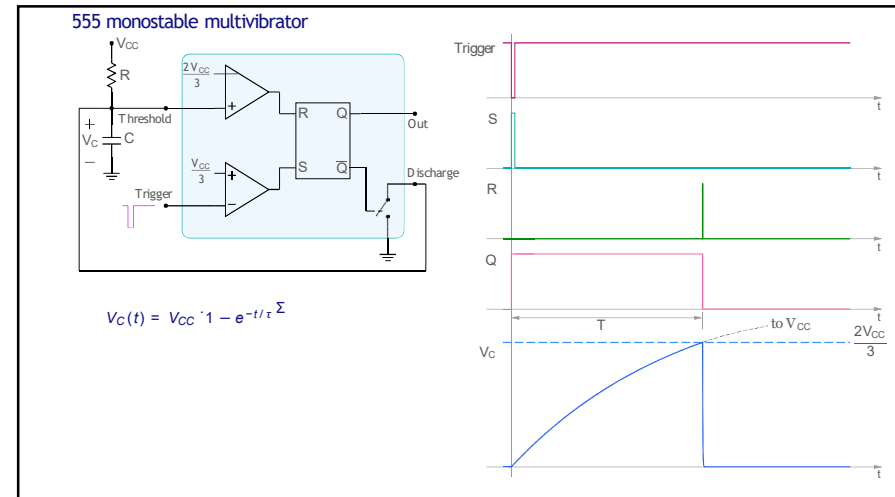 555 monostable multivibrator
VCC
R
2VCC
3
Threshold
+
VC
−
C
+
R
Q
Out
VCC
3
+
S
Q̅
Discharge
Trigger
−
VC(t) = VCC ˙1 − e−t/τ Σ
Trigger
t
S
t
R
t
Q
t
T
to VCC
2VCC
3
VC
t